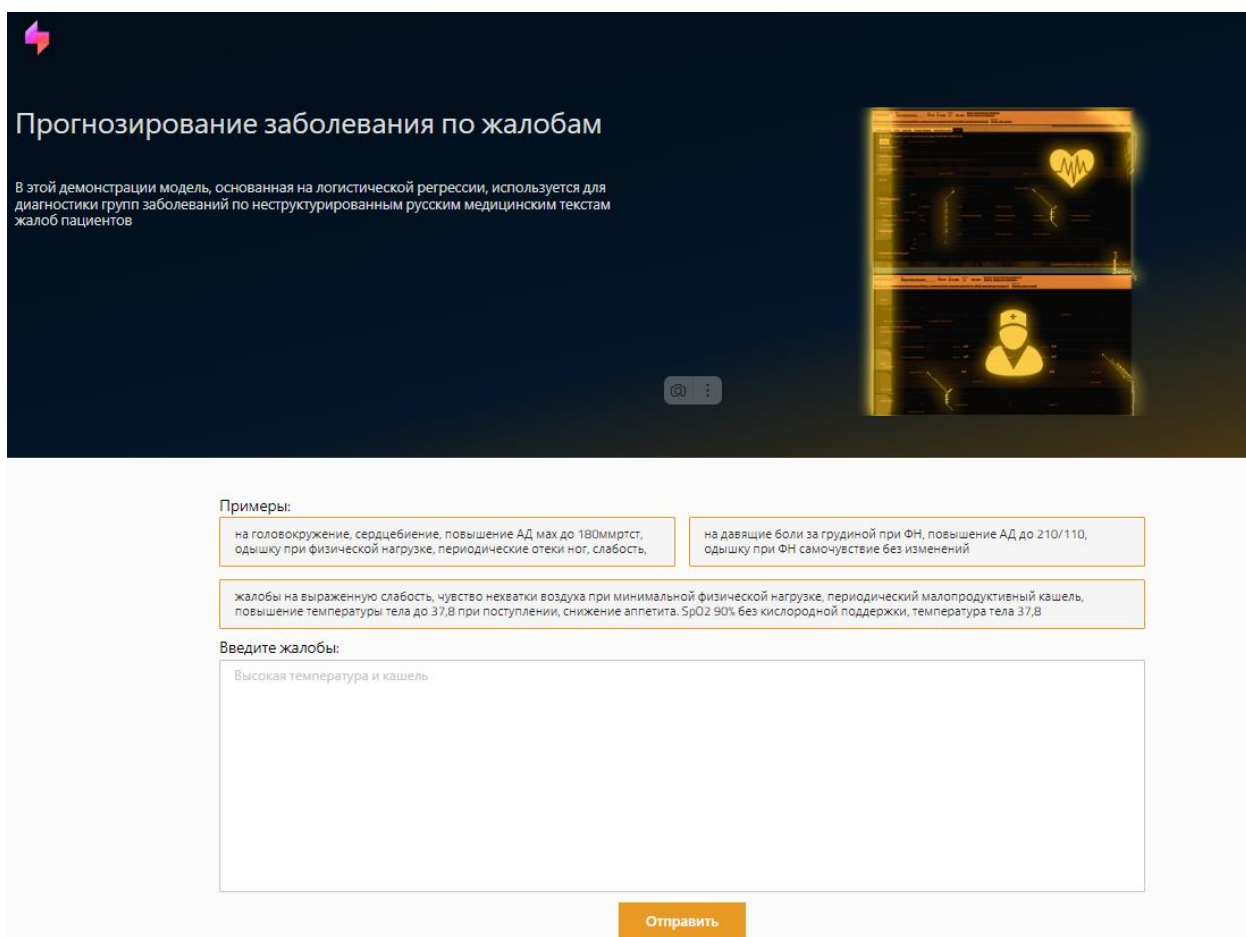 Прогнозирование заболевания по жалобам
В этой демонстрации модель, основанная на логистической регрессии, используется для
диагностики групп заболеваний по неструктурированным русским медицинским текстам
жалоб пациентов
Примеры:
на головокружение, сердцебиение, повышение АД мах до 180ммртст,
одышку при физической нагрузке, периодические отеки ног, слабость,
на давящие боли за грудиной при ФН, повышение АД до 210/110,
одышку при ФН самочувствие без изменений
жалобы на выраженную слабость, чувство нехватки воздуха при минимальной физической нагрузке, периодический малопродуктивный кашель,
повышение температуры тела до 37,8 при поступлении, снижение аппетита. SpO2 90% без кислородной поддержки, температура тела 37,8
Введите жалобы:
Высокая температура и кашель
Отправить